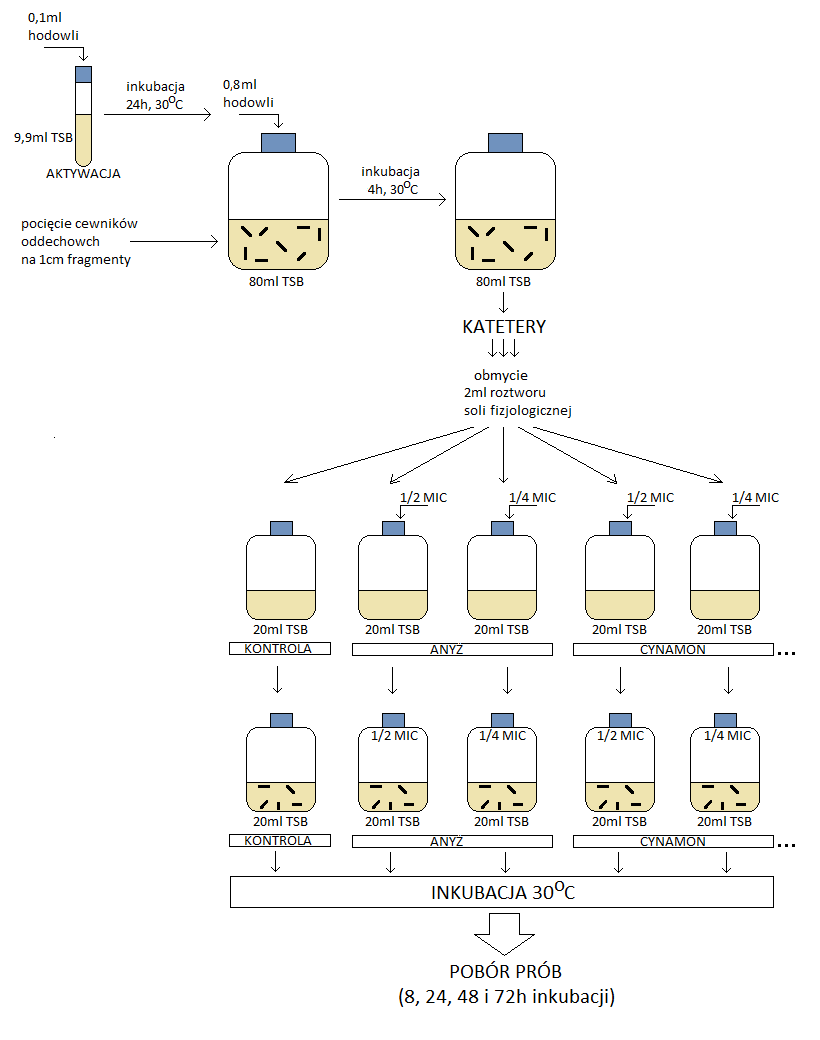 0,1ml
hodowli
9,9ml TSB
AKTYWACJA
inkubacja
24h, 30°C
0,8ml
hodowli
pocięcie cewników
oddechowch
na 1cm fragmenty
80ml TSB
inkubacja
4h, 30°C
80ml TSB
KATETERY
obmycie
2ml roztworu
soli fizjologicznej
1/2 MIC 1/4 MIC 1/2 MIC 1/4 MIC
20ml TSB 20ml TSB 20ml TSB 20ml TSB 20ml TSB
KONTROLA ANYŻ CYNAMON ...
1/2 MIC 1/4 MIC 1/2 MIC 1/4 MIC
20ml TSB 20ml TSB 20ml TSB 20ml TSB 20ml TSB
KONTROLA ANYŻ CYNAMON ...
INKUBACJA 30°C
POBÓR PRÓB
(8, 24, 48 i 72h inkubacji)